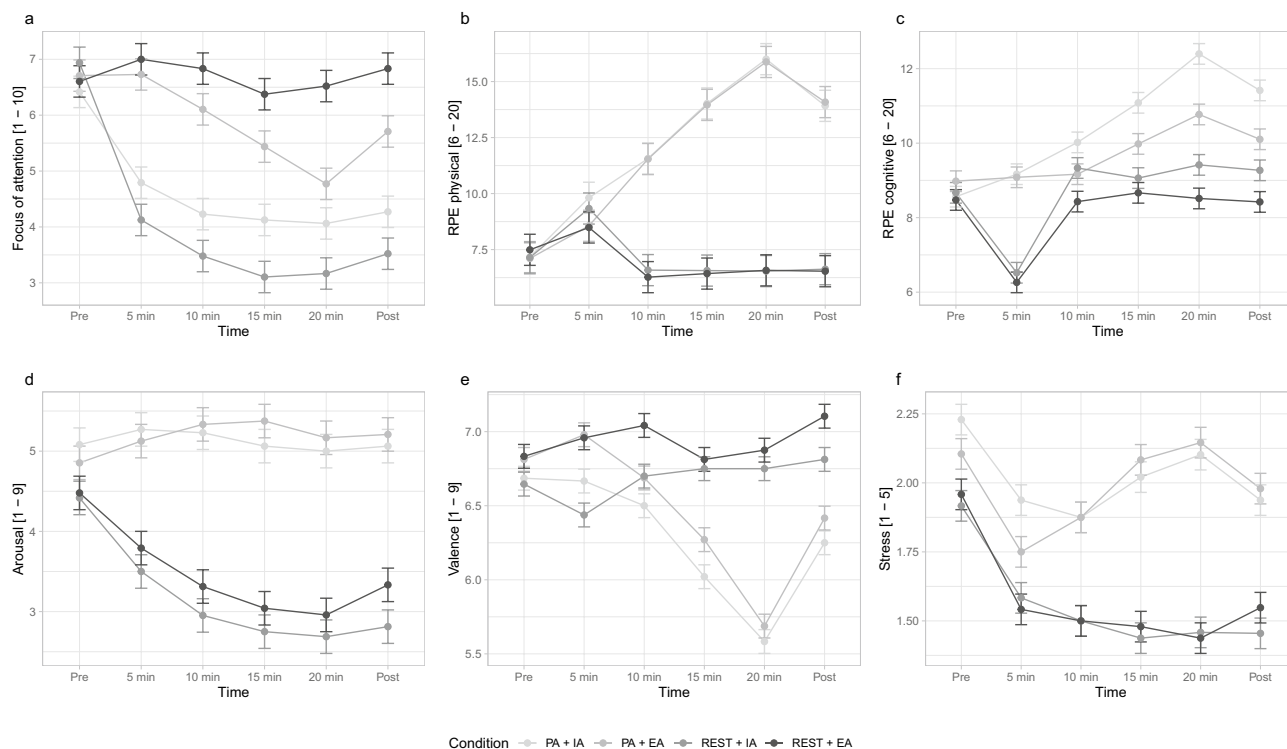 a
b
c
Focus of attention [1 − 10]
7
6
5
4
3
Pre 5 min 10 min 15 min 20 min Post
Time
RPE physical [6 − 20]
15.0
12.5
10.0
7.5
Pre 5 min 10 min 15 min 20 min Post
Time
RPE cognitive [6 − 20]
12
10
8
6
Pre 5 min 10 min 15 min 20 min Post
Time
d
e
f
Arousal [1 − 9]
5
4
3
Pre 5 min 10 min 15 min 20 min Post
Time
Valence [1 − 9]
7.0
6.5
6.0
5.5
Pre 5 min 10 min 15 min 20 min Post
Time
Stress [1 − 5]
2.25
2.00
1.75
1.50
Pre 5 min 10 min 15 min 20 min Post
Time
Condition PA + IA PA + EA REST + IA REST + EA